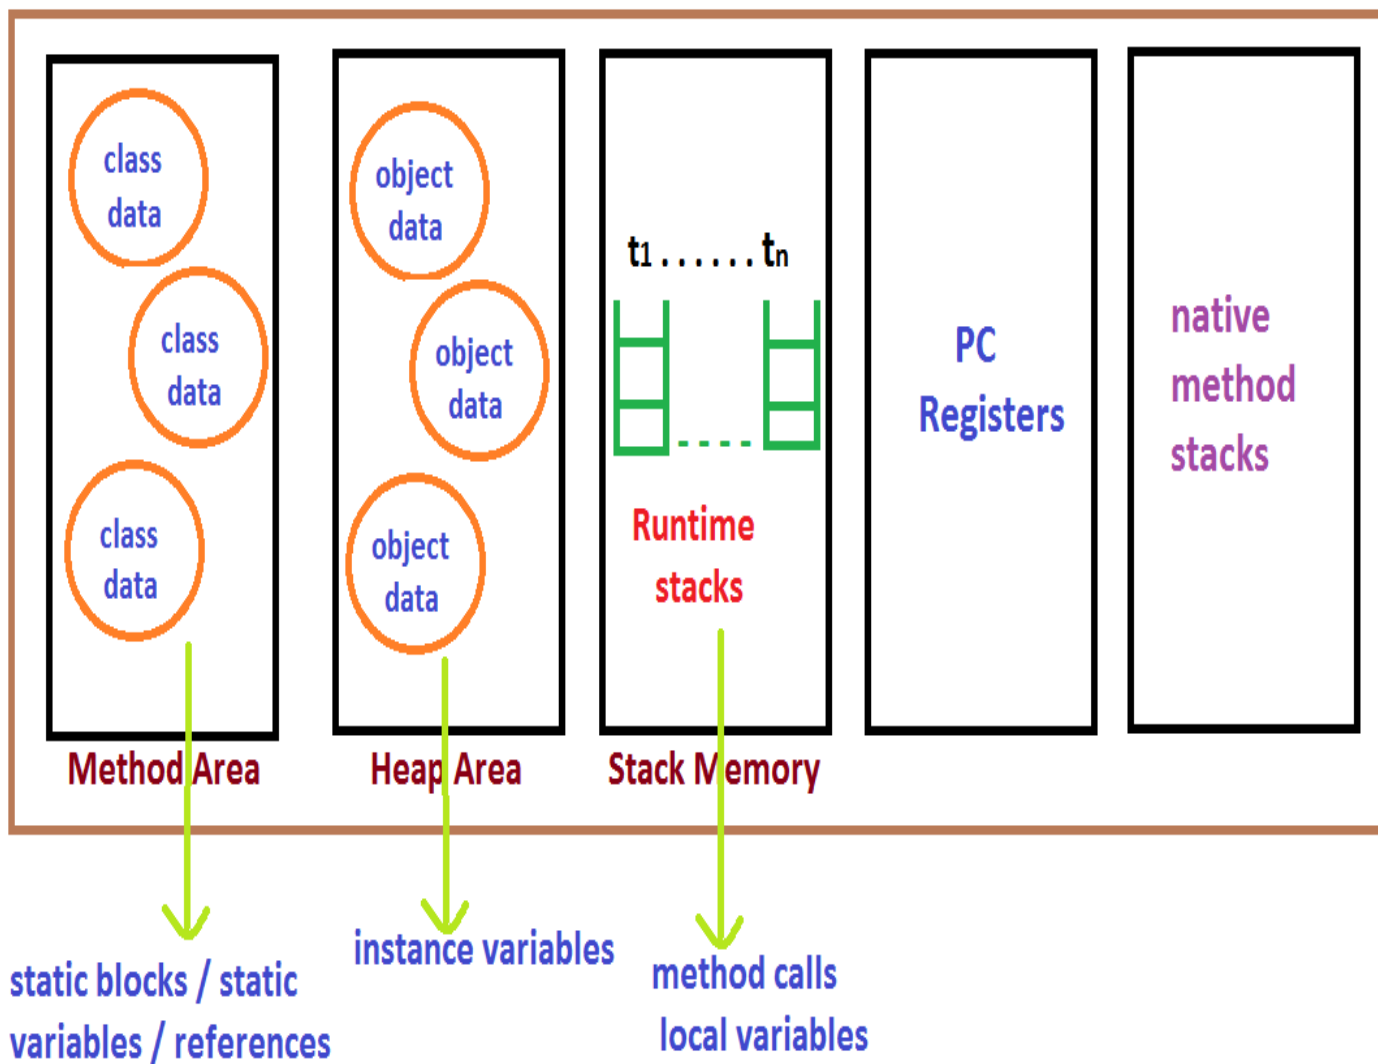 class
data
class
data
class
data
Method Area
static blocks / static
variables / references
object
data
object
data
object
data
Heap Area
instance variables
t1 . . . . . . tn
- - - -
Runtime
stacks
Stack Memory
method calls
local variables
PC
Registers
native
method
stacks